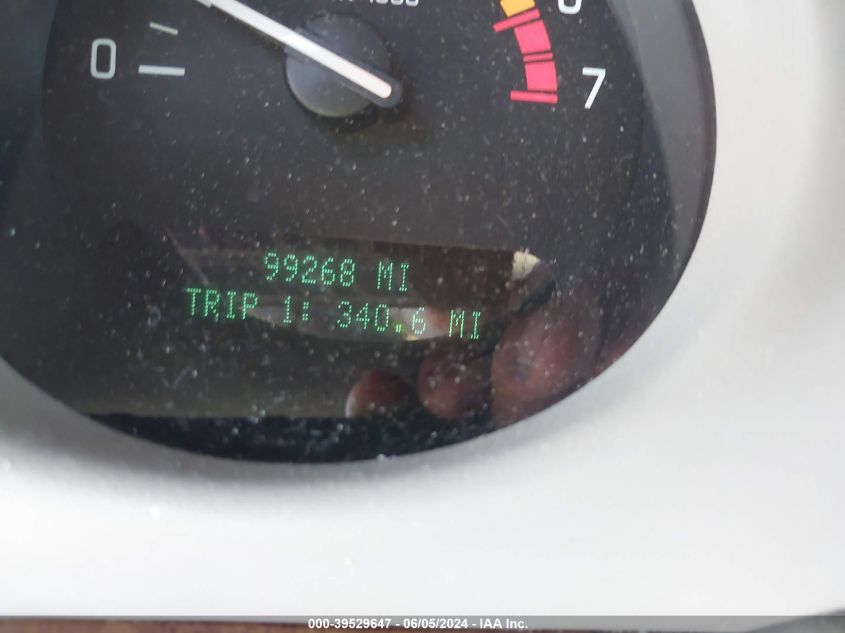 0
7
99268 MI
TRIP 1: 340.6 MI
000-39529647 - 06/05/2024 - IAA Inc.